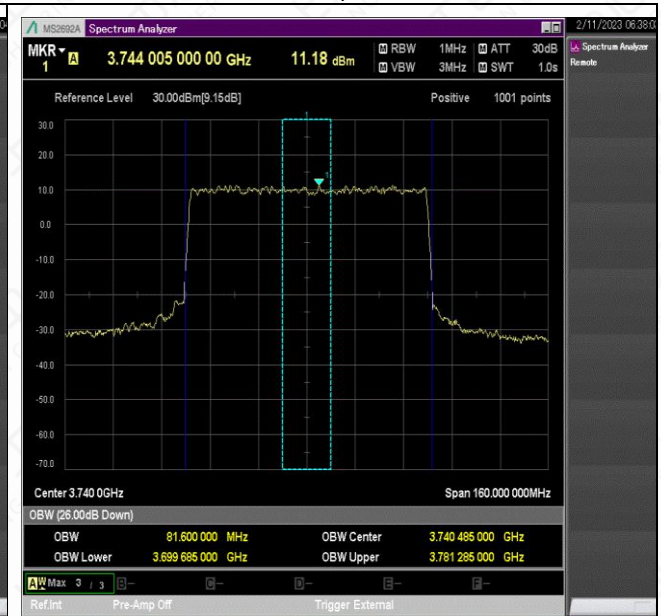 MS2692A Spectrum Analyzer
2/11/2023 06:38:0
MKR 1 A 3.744 005 000 00 GHz 11.18 dBm
M RBW 1MHz M ATT 30dB
M VBW 3MHz M SWT 1.0s
Spectrum Analyzer
Remote
Reference Level 30.00dBm[9.15dB] Positive 1001 points
1
30.0
20.0
10.0
1
0.0
-10.0
-20.0
-30.0
-40.0
-50.0
-60.0
-70.0
Center 3.740 0GHz Span 160.000 000MHz
OBW (26.00dB Down)
OBW 81.600 000 MHz OBW Center 3.740 485 000 GHz
OBW Lower 3.699 685 000 GHz OBW Upper 3.781 285 000 GHz
A W Max 3 / 3 B- C- D- E- F-
Ref.Int Pre-Amp Off Trigger External